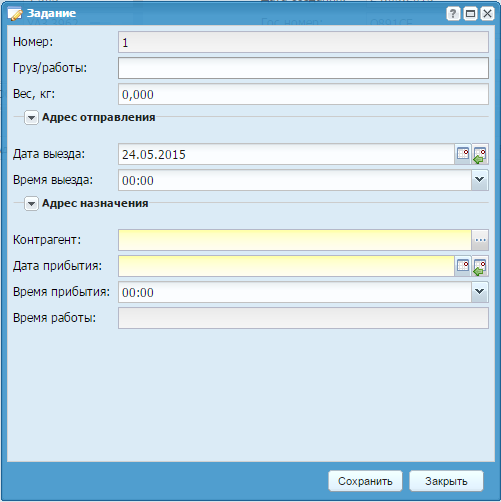 Задание
Номер: 1
Груз/работы:
Вес, кг: 0,000
Адрес отправления
Дата выезда: 24.05.2015
Время выезда: 00:00
Адрес назначения
Контрагент: ...
Дата прибытия:
Время прибытия: 00:00
Время работы:
Сохранить Закрыть